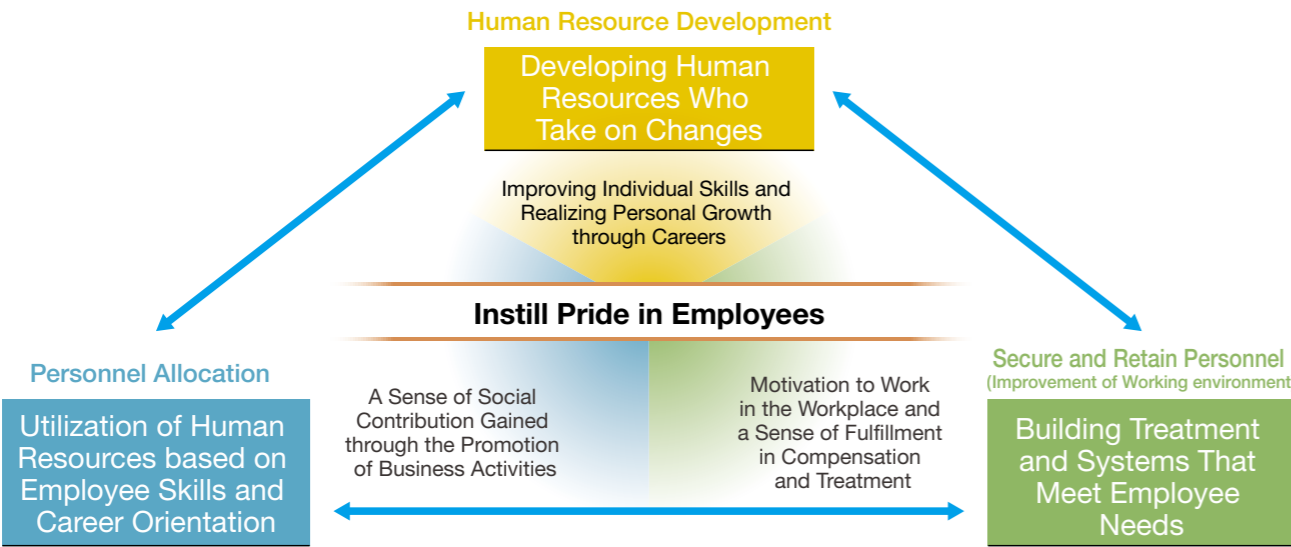 Human Resource Development
Developing Human
Resources Who
Take on Changes
Improving Individual Skills and
Realizing Personal Growth
through Careers
Instill Pride in Employees
Personnel Allocation
Utilization of Human
Resources based on
Employee Skills and
Career Orientation
A Sense of Social
Contribution Gained
through the Promotion
of Business Activities
Motivation to Work
in the Workplace and
a Sense of Fulfillment
in Compensation
and Treatment
Secure and Retain Personnel
(Improvement of Working environment
Building Treatment
and Systems That
Meet Employee
Needs